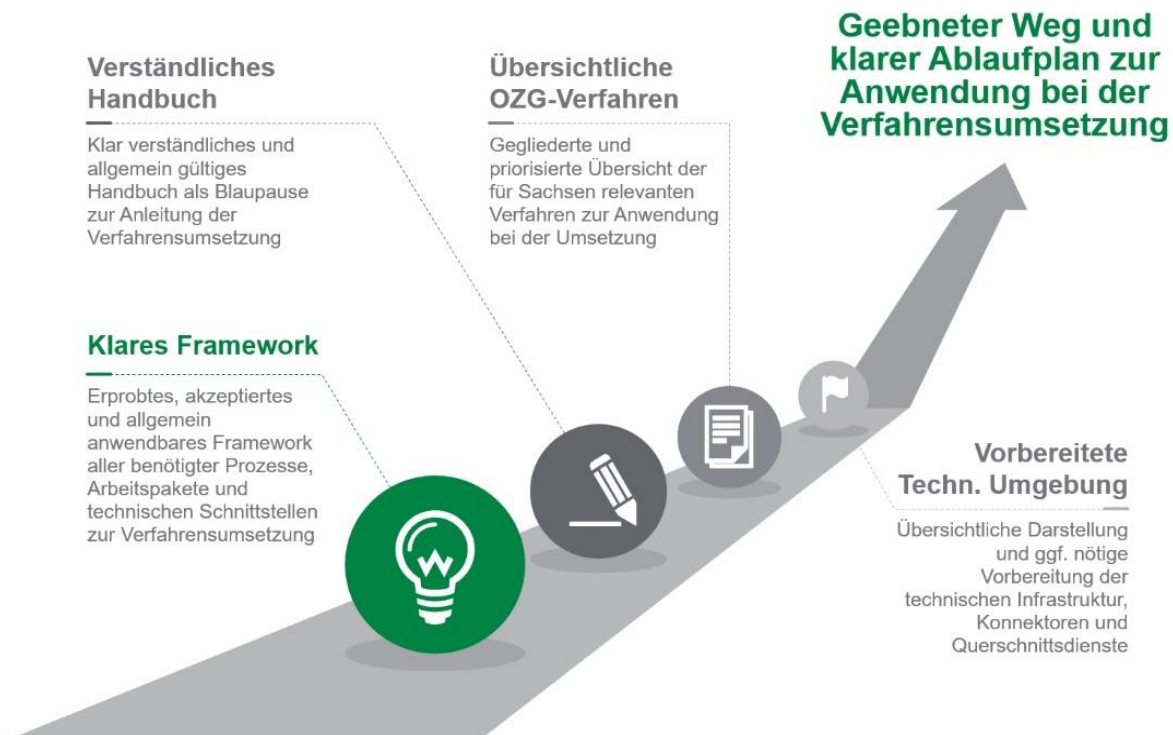 Geebneter Weg und
klarer Ablaufplan zur
Anwendung bei der
Verfahrensumsetzung
Verständliches
Handbuch
Klar verständliches und
allgemein gültiges
Handbuch als Blaupause
zur Anleitung der
Verfahrensumsetzung
Übersichtliche
OZG-Verfahren
Gegliederte und
priorisierte Übersicht der
für Sachsen relevanten
Verfahren zur Anwendung
bei der Umsetzung
Klares Framework
Erprobtes, akzeptiertes
und allgemein
anwendbares Framework
aller benötigter Prozesse,
Arbeitspakete und
technischen Schnittstellen
zur Verfahrensumsetzung
Vorbereitete
Techn. Umgebung
Übersichtliche Darstellung
und ggf. nötige
Vorbereitung der
technischen Infrastruktur,
Konnektoren und
Querschnittsdienste